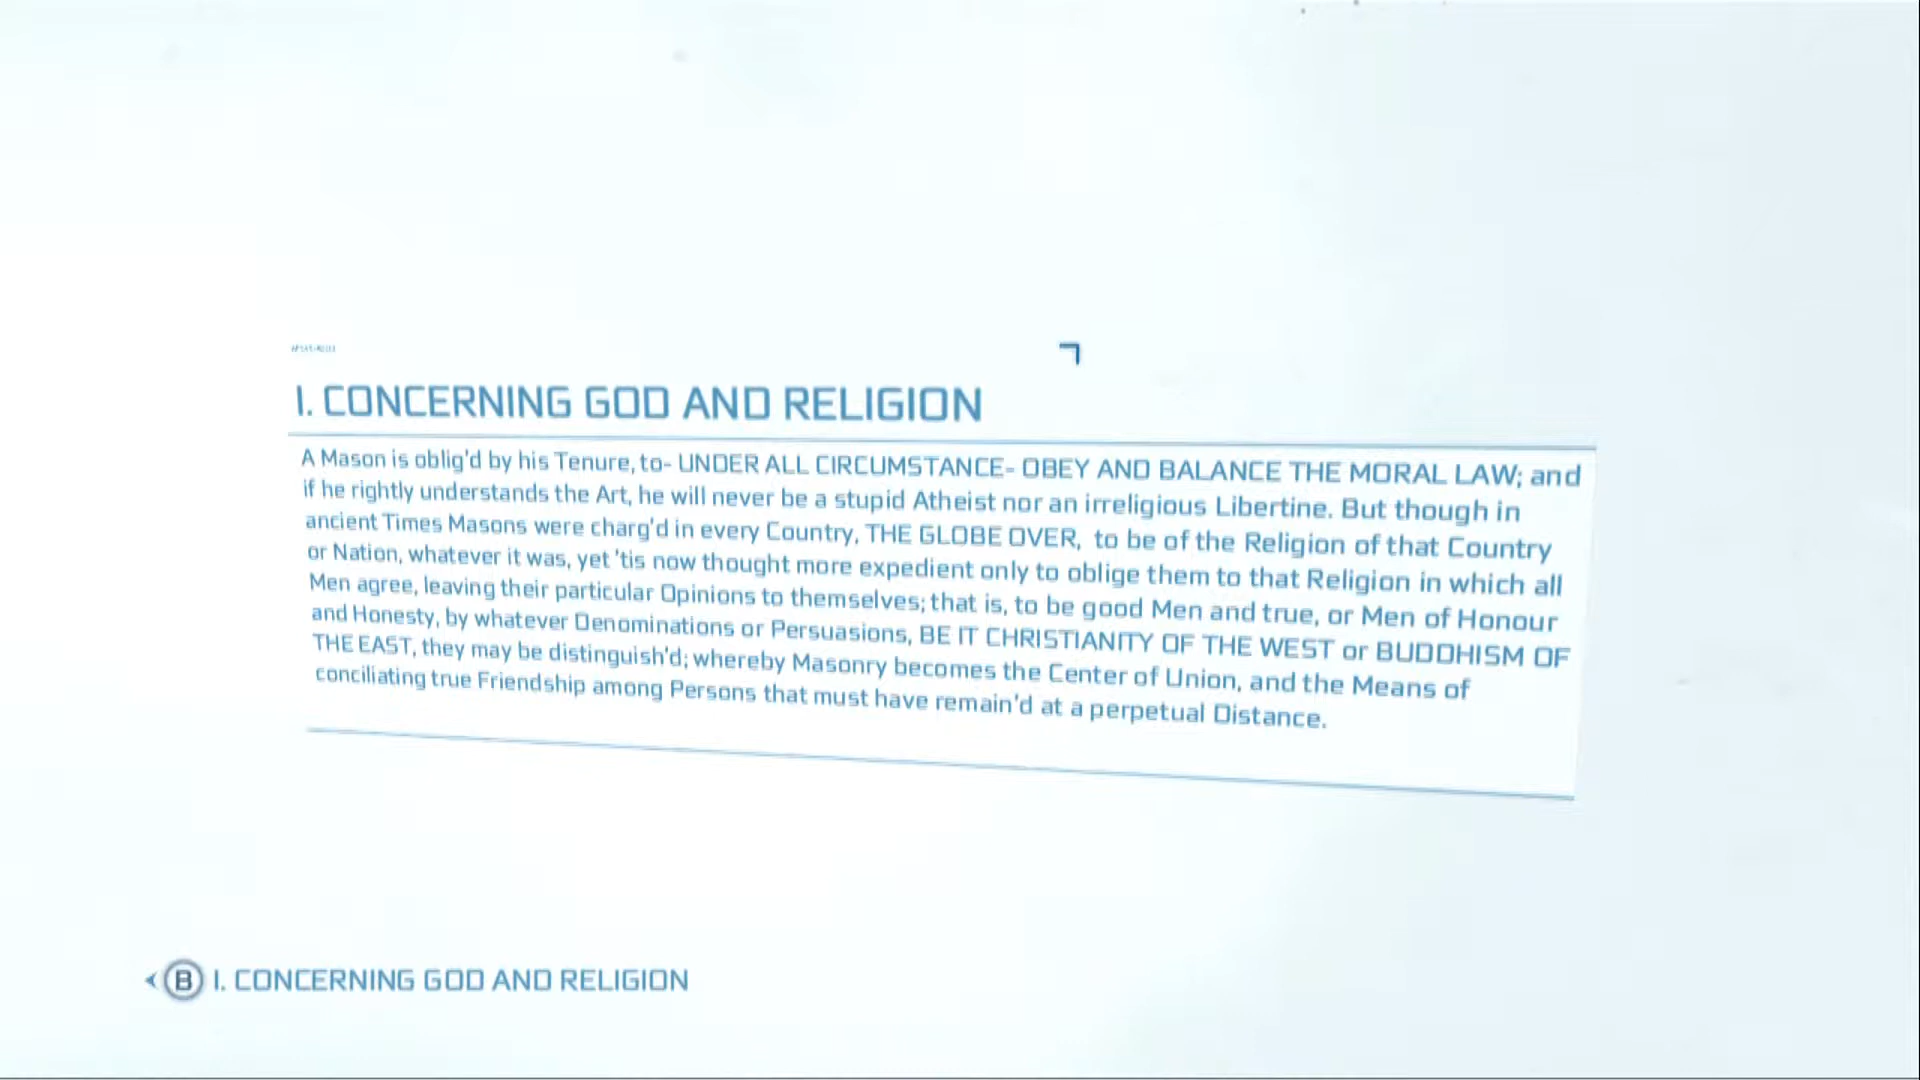 I. CONCERNING GOD AND RELIGION
A Mason is oblig'd by his Tenure, to- UNDER ALL CIRCUMSTANCE- OBEY AND BALANCE THE MORAL LAW; and
if he rightly understands the Art, he will never be a stupid Atheist nor an irreligious Libertine. But though in
ancient Times Masons were charg'd in every Country, THE GLOBE OVER, to be of the Religion of that Country
or Nation, whatever it was, yet 'tis now thought more expedient only to oblige them to that Religion in which all
Men agree, leaving their particular Opinions to themselves; that is, to be good Men and true, or Men of Honour
and Honesty, by whatever Denominations or Persuasions, BE IT CHRISTIANITY OF THE WEST or BUDDHISM OF
THE EAST, they may be distinguish'd; whereby Masonry becomes the Center of Union, and the Means of
conciliating true Friendship among Persons that must have remain'd at a perpetual Distance.
B I. CONCERNING GOD AND RELIGION